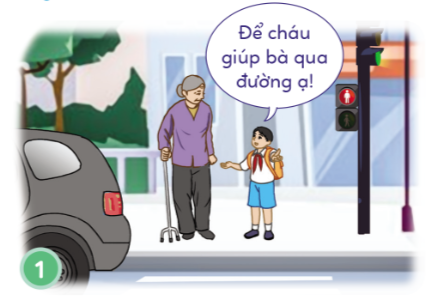 Để cháu
giúp bà qua
đường ạ!
1